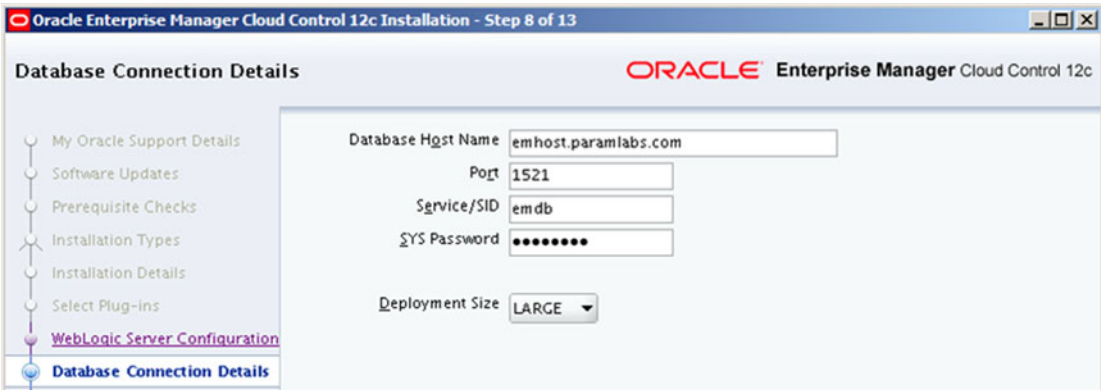 Oracle Enterprise Manager Cloud Control 12c Installation - Step 8 of 13
Database Connection Details
ORACLE Enterprise Manager Cloud Control 12c
My Oracle Support Details
Software Updates
Prerequisite Checks
Installation Types
Installation Details
Select Plug-ins
WebLogic Server Configuration
Database Connection Details
Database Host Name emhost.paramlabs.com
Port 1521
Service/SID emdb
SYS Password ●●●●●●●●
Deployment Size LARGE